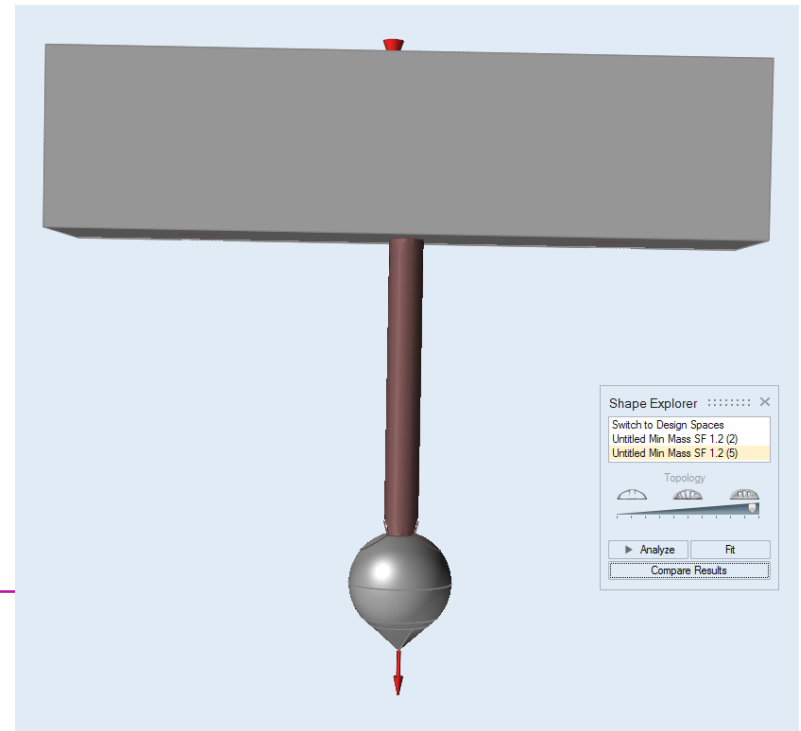 Shape Explorer
Switch to Design Spaces
Untitled Min Mass SF 1.2 (2)
Untitled Min Mass SF 1.2 (5)
Topology
Analyze
Fit
Compare Results